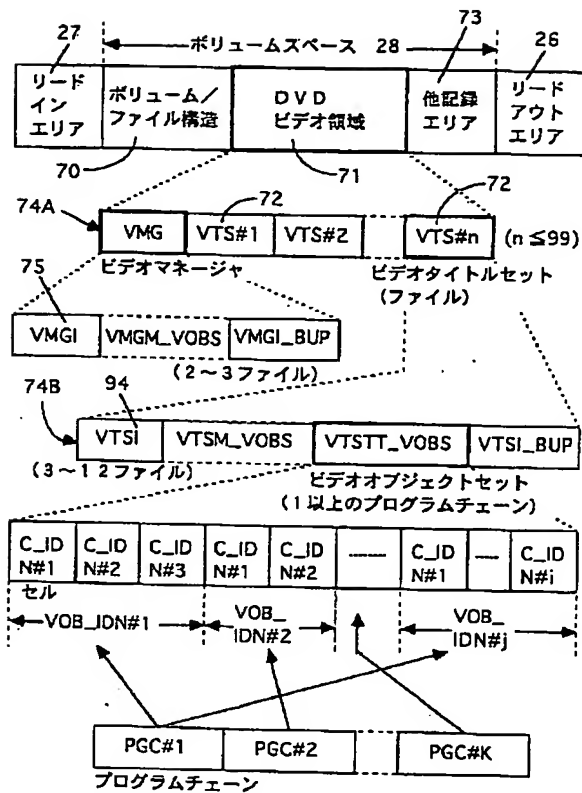 27 ボリュームズペース 28 73 26
リード
イン
エリア
ボリューム/
ファイル構造
DVD
ビデオ領域
他記録
エリア
リード
アウト
エリア
70 71
74A 72 72
VMG VTS#1 VTS#2 VTS#n (n≦99)
ビデオマネージャ
ビデオタイトルセット
(ファイル)
75
VMGI VMGM_VOBS VMGI_BUP
(2~3ファイル)
74B 94
VTSI VTSM_VOBS VTSTT_VOBS VTSI_BUP
(3~12ファイル)
ビデオオブジェクトセット
(1以上のプログラムチェーン)
C_ID
N#1
C_ID
N#2
C_ID
N#3
C_ID
N#1
C_ID
N#2
C_ID
N#1
C_ID
N#i
セル
VOB_IDN#1
VOB_
IDN#2
VOB_
IDN#j
PGC#1 PGC#2 PGC#K
プログラムチェーン